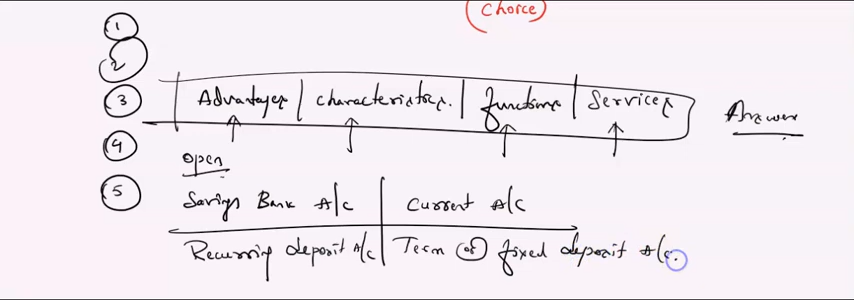 (Choice)
①
②
③ Advantages | Characteristics. | functions | Services Answer
④
open
⑤ Savings Bank A/C | Current A/C
Recurring deposit A/C | Term or fixed deposit A/C.